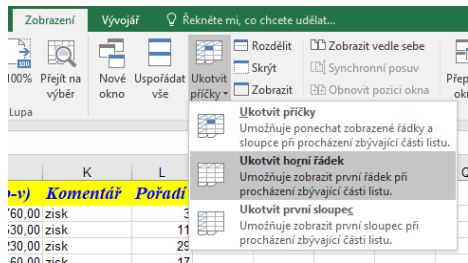 Zobrazení Vývojář Řekněte mi, co chcete udělat...
100% Přejít na výběr Nové okno Uspořádat vše Ukotvit příčky
Rozdělit Zobrazit vedle sebe
Skrýt Synchronní posuv
Zobrazit Obnovit pozici okna
Lupa
Ukotvit příčky
Umožňuje ponechat zobrazené řádky a
sloupce při procházení zbývající části listu.
Ukotvit horní řádek
Umožňuje zobrazit první řádek při
procházení zbývající části listu.
Ukotvit první sloupec
Umožňuje zobrazit první sloupec při
procházení zbývající části listu.
K L
Komentář Pořadí
760,00 zisk 3
530,00 zisk 11
230,00 zisk 29
zisk 17